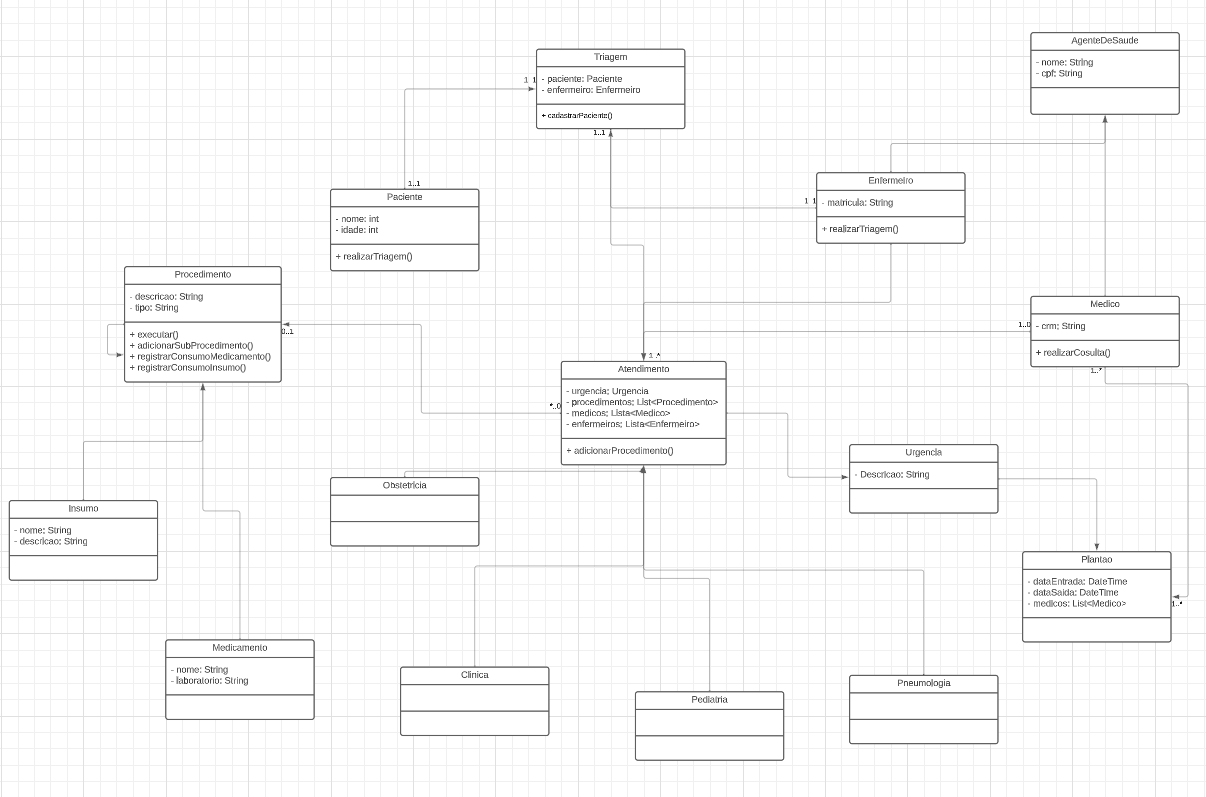 AgenteDeSaude
- nome: String
- cpf: String
Triagem
- paciente: Paciente
- enfermeiro: Enfermeiro
+ cadastrarPaciente()
1 1
1..1
1..1
Enfermeiro
- matricula: String
+ realizarTriagem()
1 1
Paciente
- nome: int
- idade: int
+ realizarTriagem()
Procedimento
- descricao: String
- tipo: String
+ executar()
+ adicionarSubProcedimento()
+ registrarConsumoMedicamento()
+ registrarConsumoInsumo()
0..1
Medico
- crm; String
+ realizarCosulta()
1..0
1..*
1..*
Atendimento
- urgencia; Urgencia
- procedimentos; List<Procedimento>
- medicos; Lista<Medico>
- enfermeiros; Lista<Enfermeiro>
+ adicionarProcedimento()
*..0
Urgencia
- Descricao: String
Obstetricia
Insumo
- nome; String
- descricao; String
Plantao
- dataEntrada: DateTime
- dataSaida: DateTime
- medicos: List<Medico>
1..*
Medicamento
- nome: String
- laboratorio: String
Clinica
Pediatria
Pneumologia